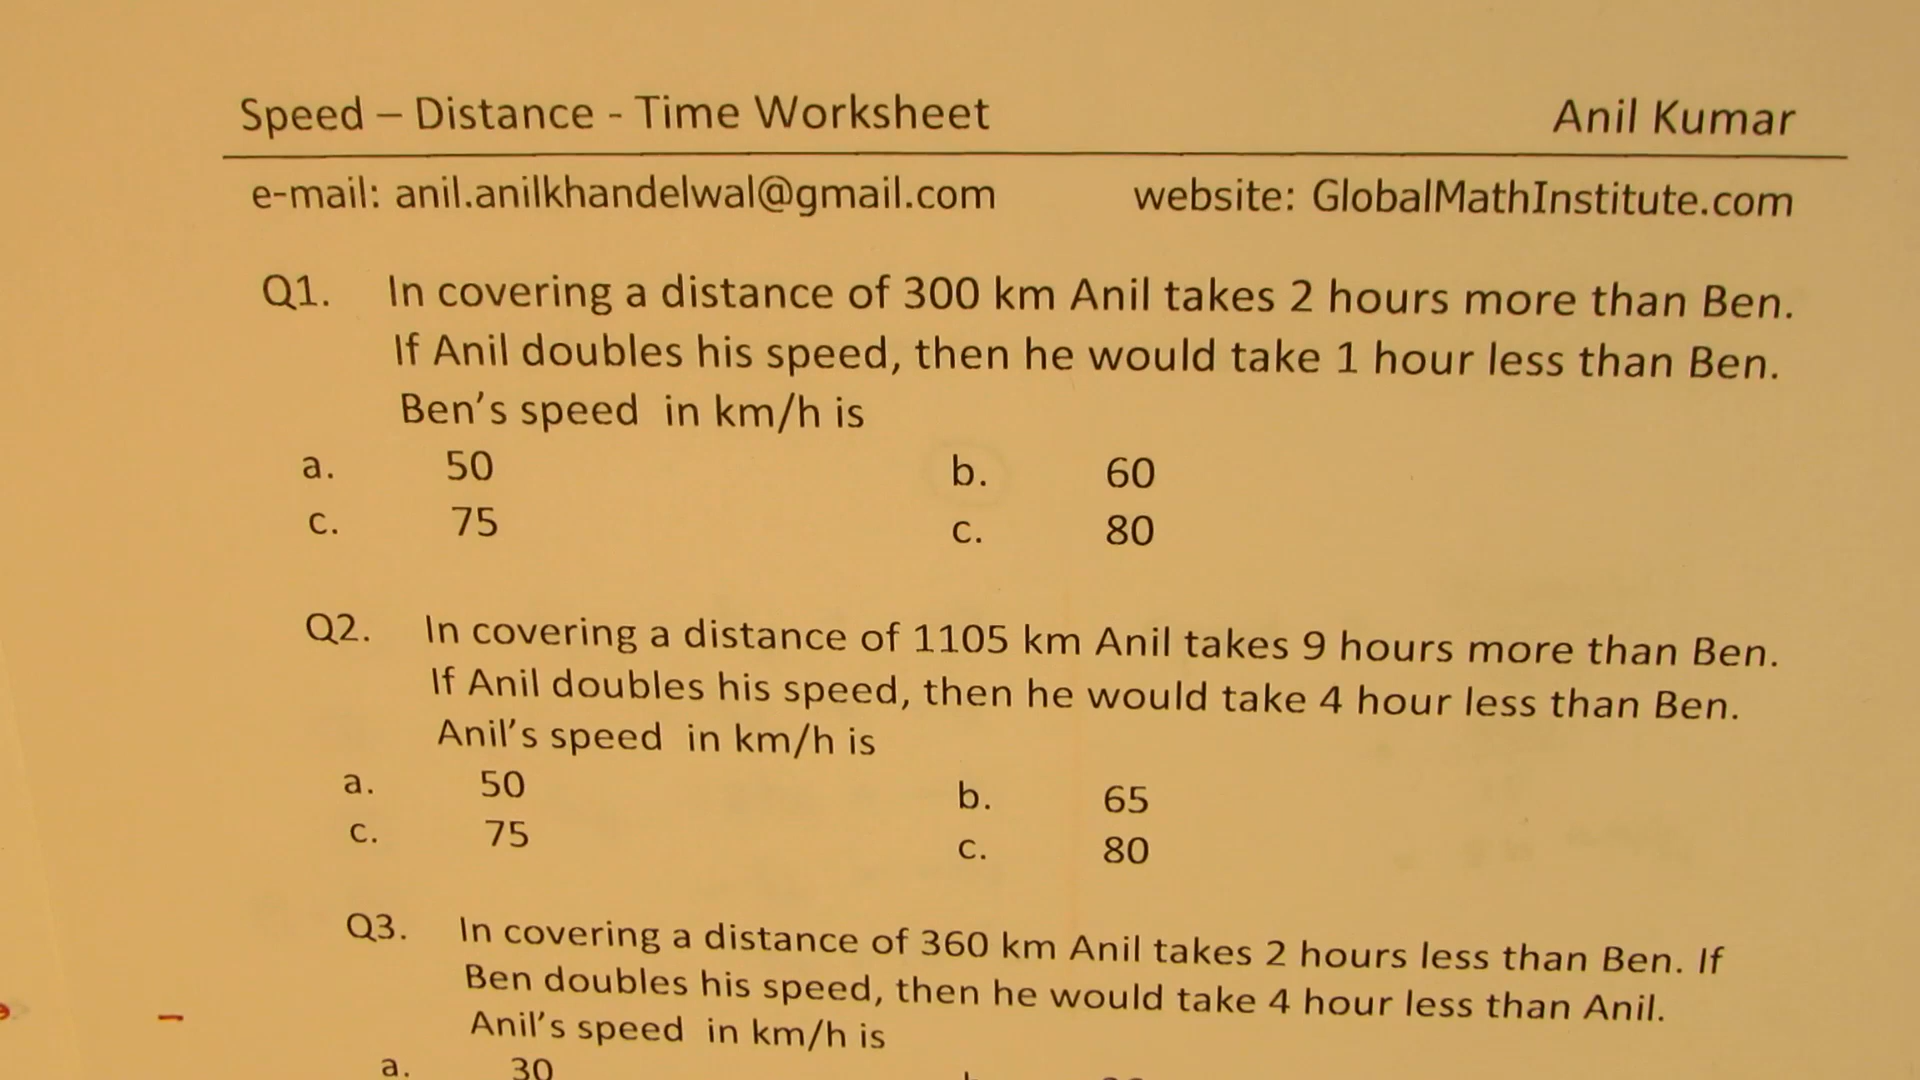 Speed – Distance - Time Worksheet Anil Kumar
e-mail: anil.anilkhandelwal@gmail.com website: GlobalMathInstitute.com
Q1. In covering a distance of 300 km Anil takes 2 hours more than Ben.
If Anil doubles his speed, then he would take 1 hour less than Ben.
Ben's speed in km/h is
a. 50 b. 60
c. 75 c. 80
Q2. In covering a distance of 1105 km Anil takes 9 hours more than Ben.
If Anil doubles his speed, then he would take 4 hour less than Ben.
Anil's speed in km/h is
a. 50 b. 65
c. 75 c. 80
Q3. In covering a distance of 360 km Anil takes 2 hours less than Ben. If
Ben doubles his speed, then he would take 4 hour less than Anil.
Anil's speed in km/h is
a. 30